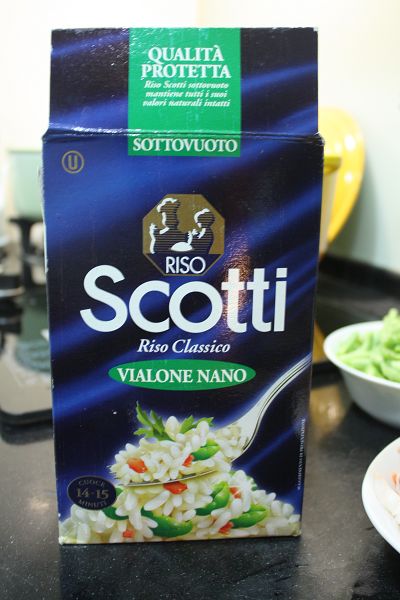 QUALITÀ
PROTETTA
Riso Scotti sottovuoto
mantiene tutti i suoi
valori naturali intatti
SOTTOVUOTO
U
RISO
Scotti
Riso Classico
VIALONE NANO
CUOCE
14-15
MINUTI